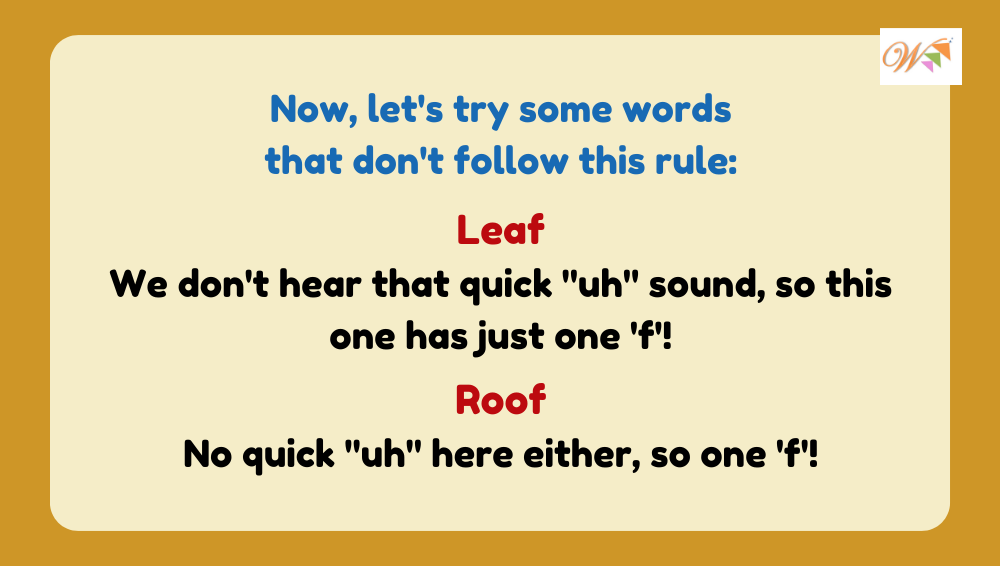 W
Now, let's try some words
that don't follow this rule:
Leaf
We don't hear that quick "uh" sound, so this
one has just one 'f'!
Roof
No quick "uh" here either, so one 'f'!